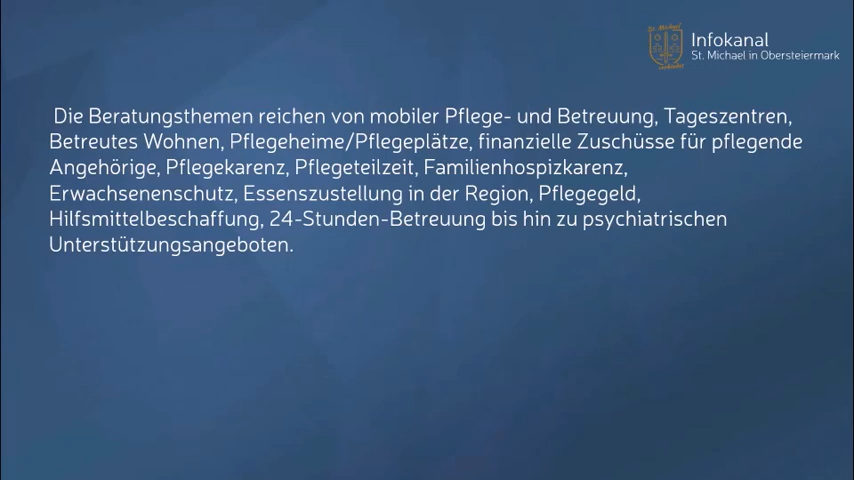 Infokanal
St. Michael in Obersteiermark
Die Beratungsthemen reichen von mobiler Pflege- und Betreuung, Tageszentren,
Betreutes Wohnen, Pflegeheime/Pflegeplätze, finanzielle Zuschüsse für pflegende
Angehörige, Pflegekarenz, Pflegeteilzeit, Familienhospizkarenz,
Erwachsenenschutz, Essenszustellung in der Region, Pflegegeld,
Hilfsmittelbeschaffung, 24-Stunden-Betreuung bis hin zu psychiatrischen
Unterstützungsangeboten.